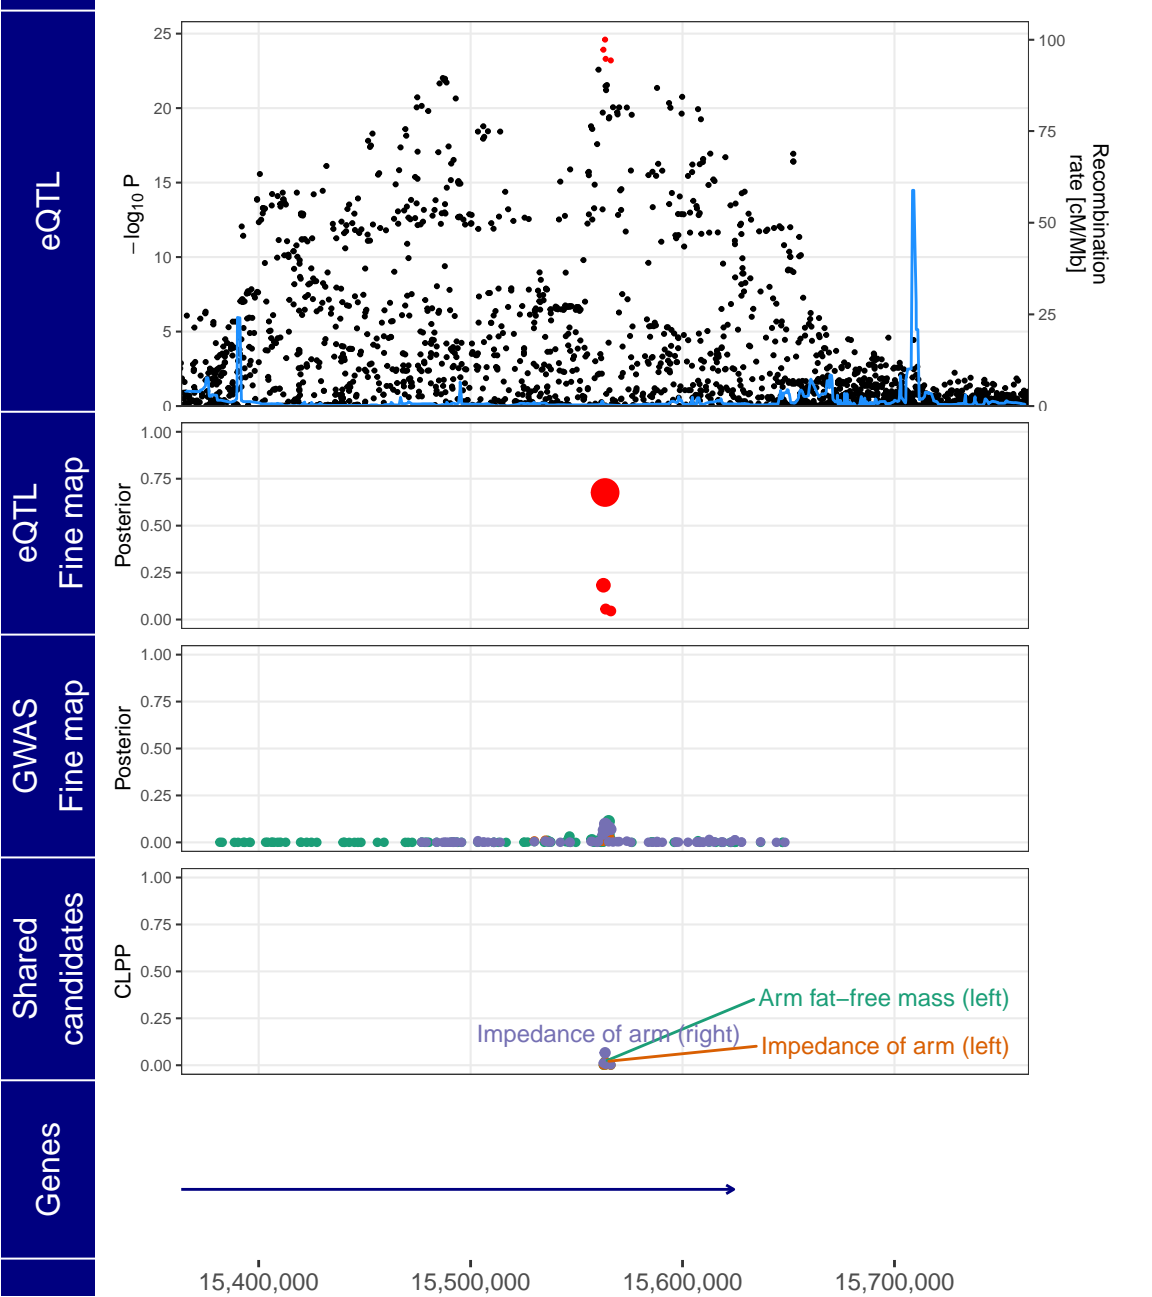 eQTL
−log10 P
25
20
15
10
5
0
100
75
50
25
0
Recombination
rate [cM/Mb]
eQTL
Fine map
Posterior
1.00
0.75
0.50
0.25
0.00
GWAS
Fine map
Posterior
1.00
0.75
0.50
0.25
0.00
Shared
candidates
CLPP
1.00
0.75
0.50
0.25
0.00
Arm fat−free mass (left)
Impedance of arm (right)
Impedance of arm (left)
Genes
15,400,000
15,500,000
15,600,000
15,700,000